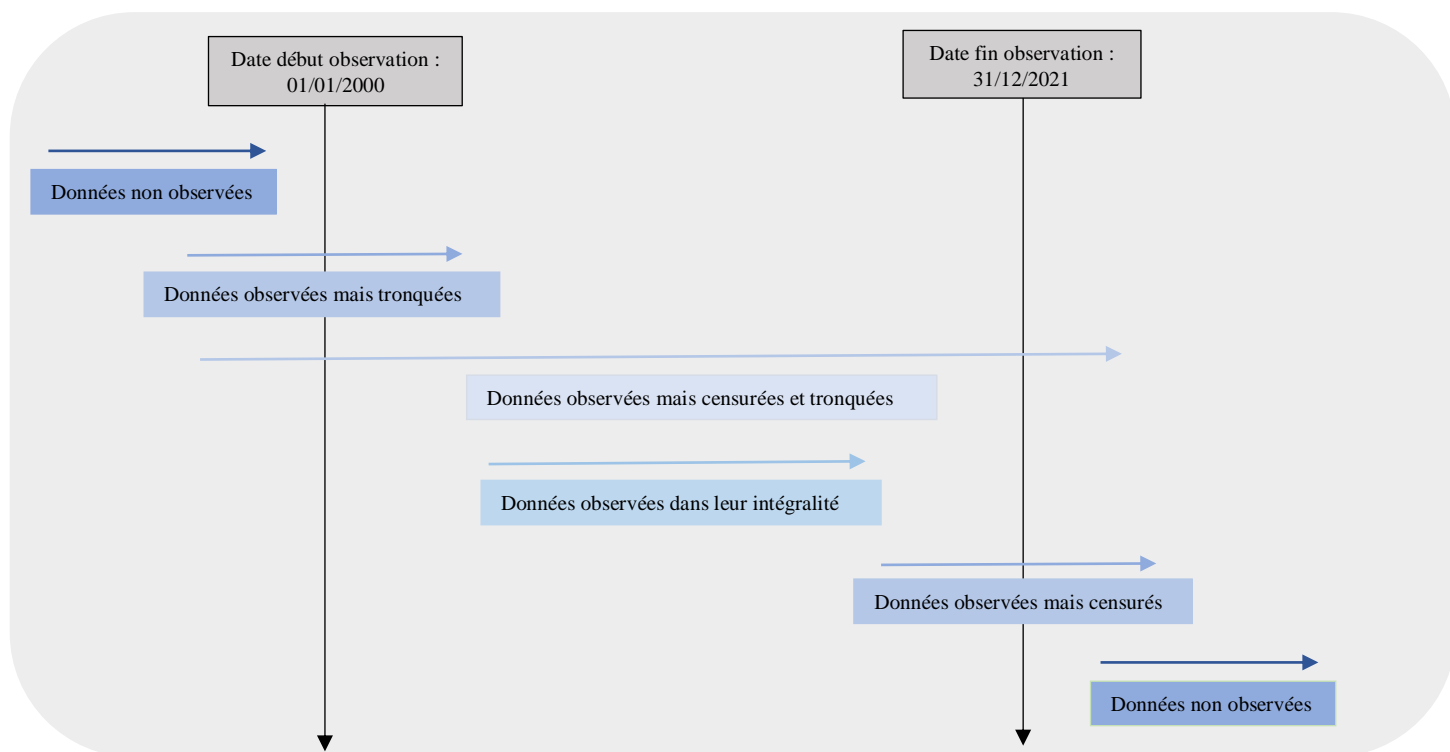 Date début observation :
01/01/2000
Date fin observation :
31/12/2021
Données non observées
Données observées mais tronquées
Données observées mais censurées et tronquées
Données observées dans leur intégralité
Données observées mais censurés
Données non observées